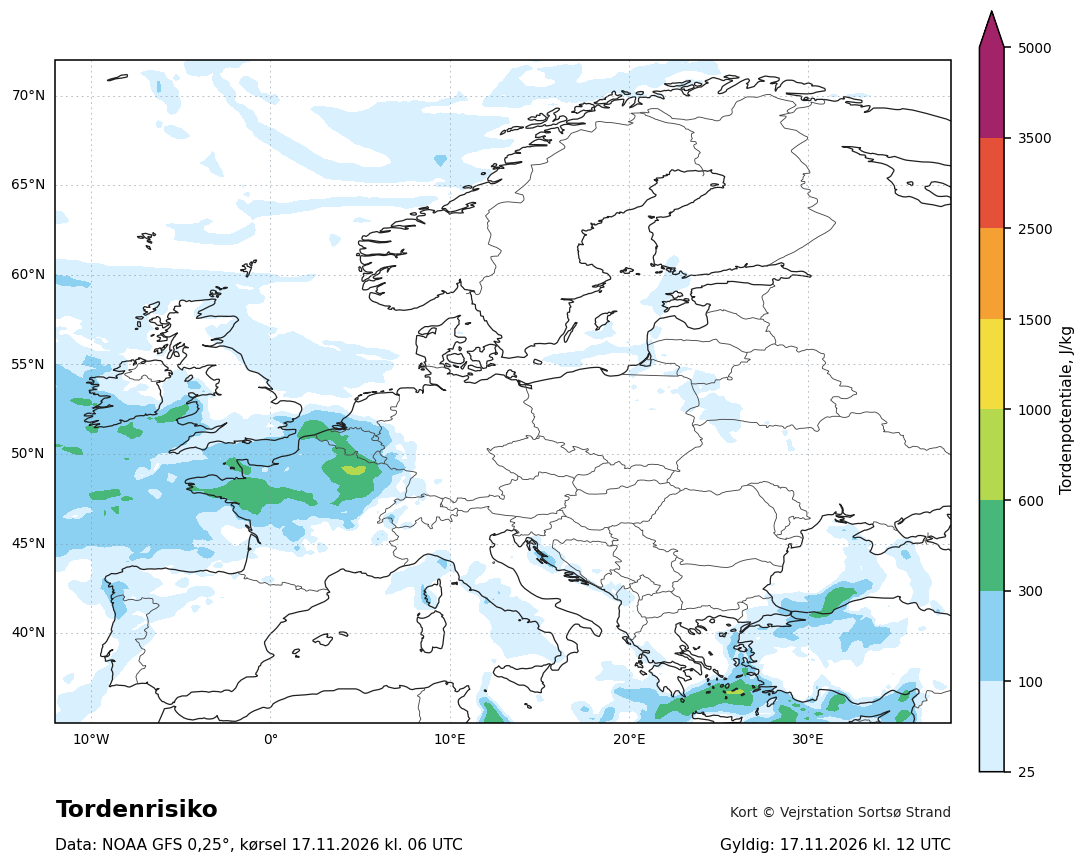 5000
3500
2500
1500
1000
600
300
100
25
Tordenpotentiale, J/kg
70°N
65°N
60°N
55°N
50°N
45°N
40°N
10°W
0°
10°E
20°E
30°E
Tordenrisiko
Kort © Vejrstation Sortsø Strand
Data: NOAA GFS 0,25°, kørsel 17.11.2026 kl. 06 UTC
Gyldig: 17.11.2026 kl. 12 UTC